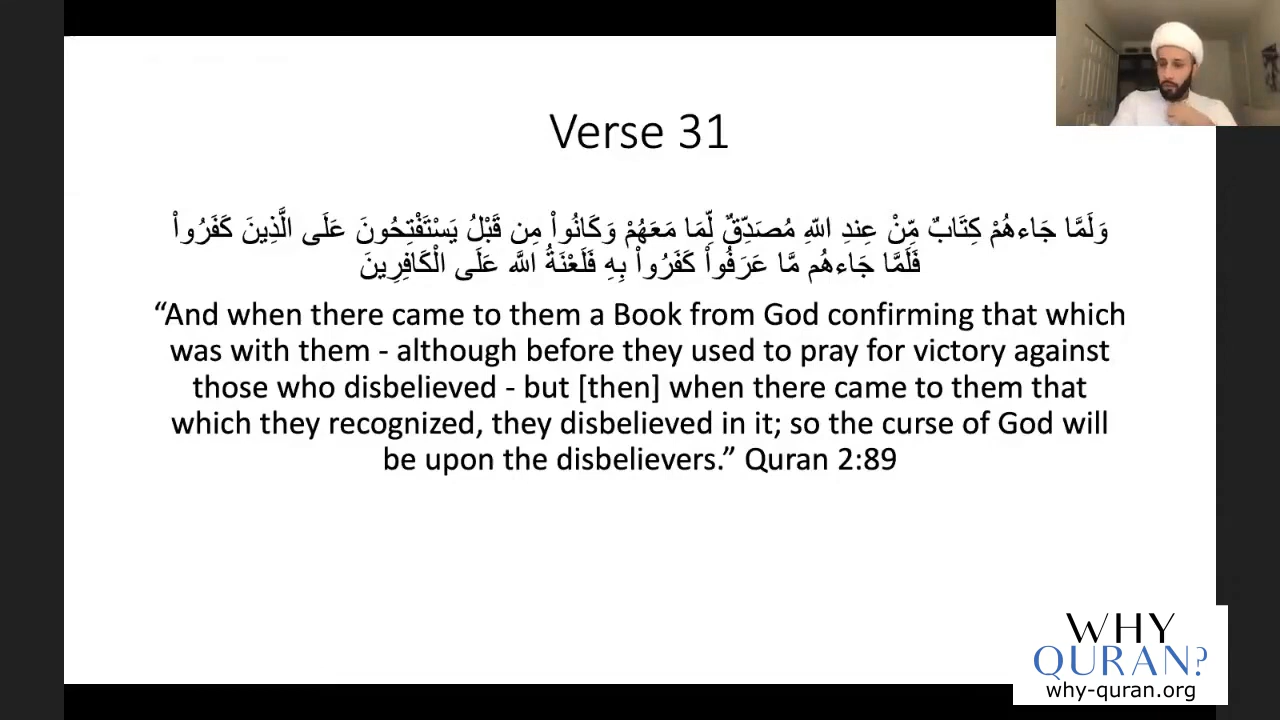 Verse 31
وَلَمَّا جَاءهُمْ كِتَابٌ مِّنْ عِندِ اللّهِ مُصَدِّقٌ لِّمَا مَعَهُمْ وَكَانُواْ مِن قَبْلُ يَسْتَفْتِحُونَ عَلَى الَّذِينَ كَفَرُواْ
فَلَمَّا جَاءهُم مَّا عَرَفُواْ كَفَرُواْ بِهِ فَلَعْنَةُ اللَّه عَلَى الْكَافِرِينَ
“And when there came to them a Book from God confirming that which
was with them - although before they used to pray for victory against
those who disbelieved - but [then] when there came to them that
which they recognized, they disbelieved in it; so the curse of God will
be upon the disbelievers.” Quran 2:89
WHY
QURAN?
why-quran.org